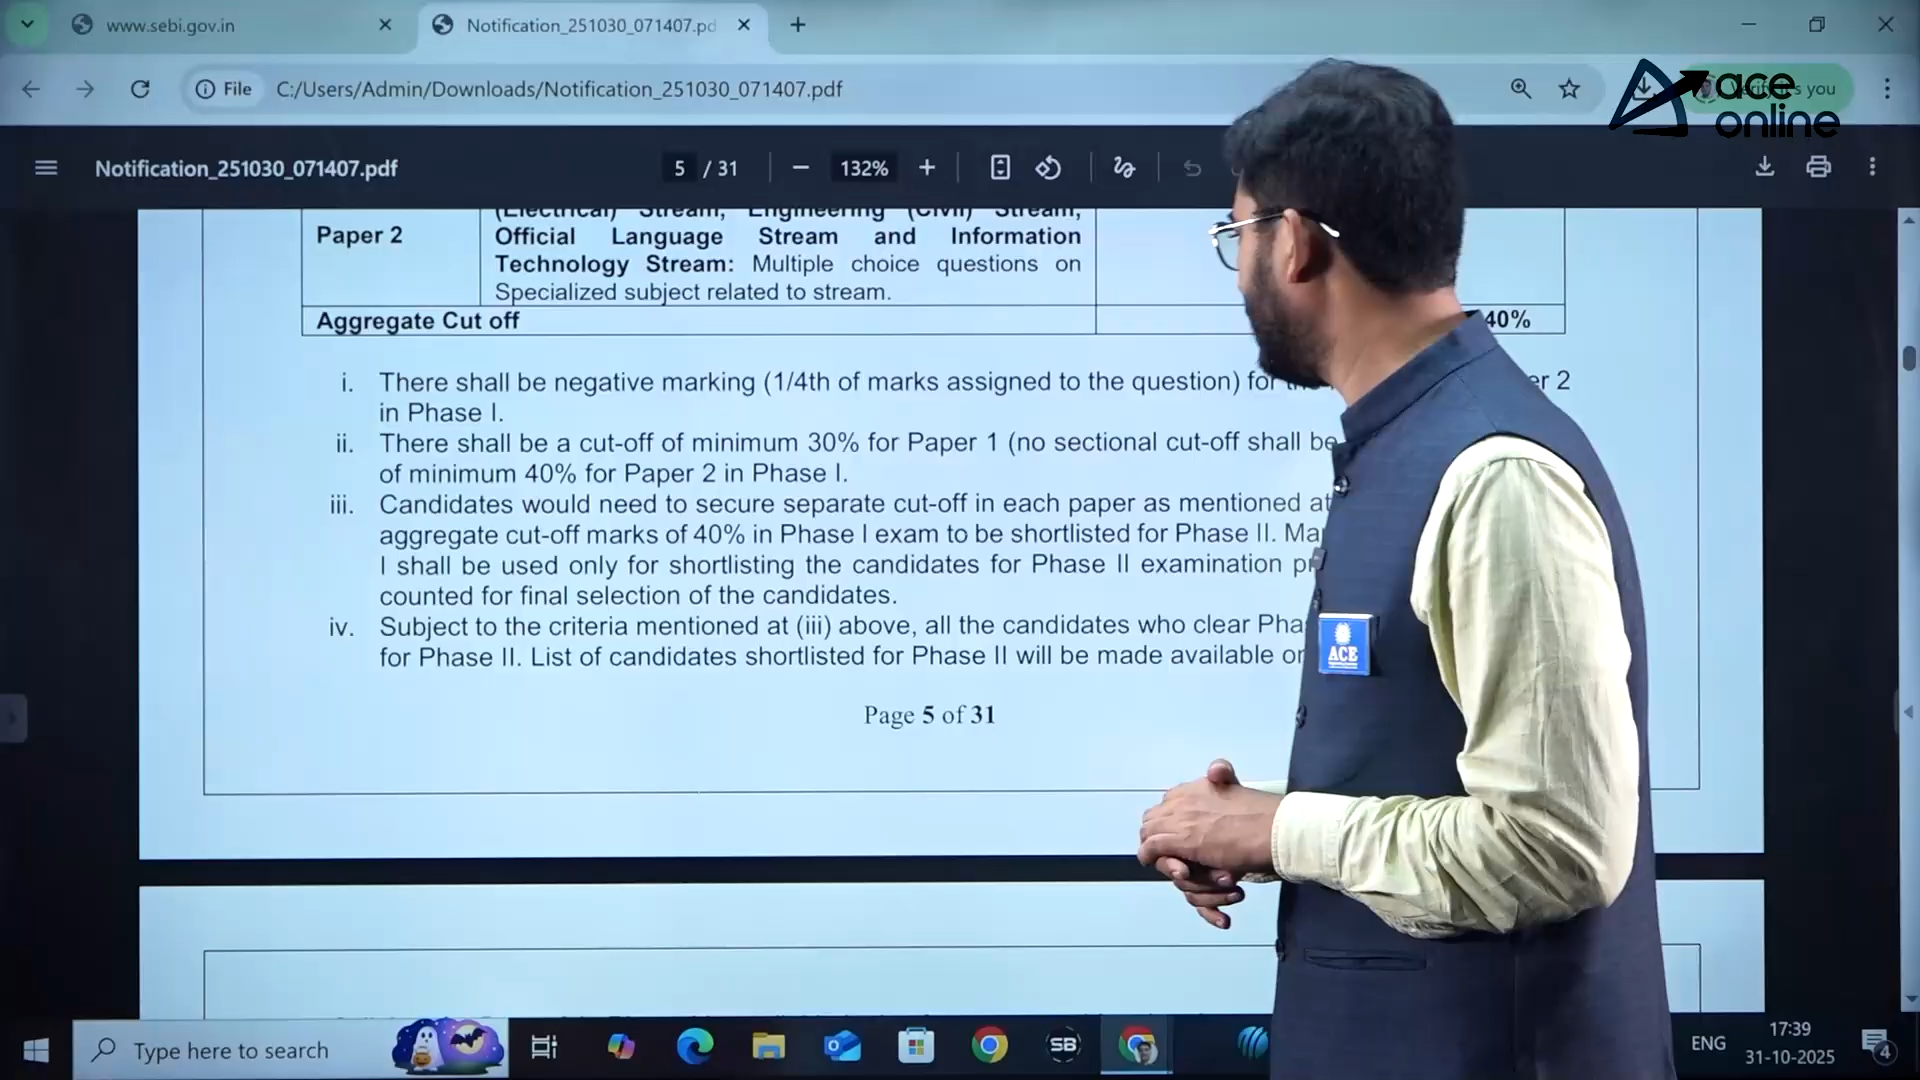 www.sebi.gov.in
Notification_251030_071407.pd
File
C:/Users/Admin/Downloads/Notification_251030_071407.pdf
ace
online
you
Notification_251030_071407.pdf
5 / 31
132%
(Electrical) Stream, Engineering (Civil) Stream,
Paper 2
Official Language Stream and Information
Technology Stream: Multiple choice questions on
Specialized subject related to stream.
Aggregate Cut off
40%
i. There shall be negative marking (1/4th of marks assigned to the question) for
2
in Phase I.
ii. There shall be a cut-off of minimum 30% for Paper 1 (no sectional cut-off shall be
of minimum 40% for Paper 2 in Phase I.
iii. Candidates would need to secure separate cut-off in each paper as mentioned at
aggregate cut-off marks of 40% in Phase I exam to be shortlisted for Phase II.
I shall be used only for shortlisting the candidates for Phase II examination
counted for final selection of the candidates.
iv. Subject to the criteria mentioned at (iii) above, all the candidates who clear
for Phase II. List of candidates shortlisted for Phase II will be made available
ACE
Page 5 of 31
Type here to search
SB
ENG
17:39
31-10-2025
4